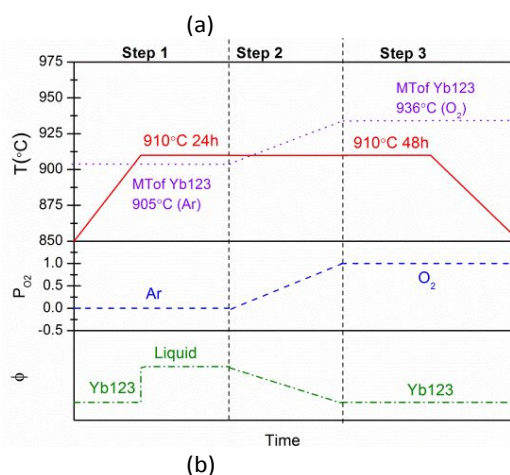 (a)
Step 1 Step 2 Step 3
975
950
925
900
875
850
T(°C)
MTof Yb123
936°C (O2)
910°C 24h
910°C 48h
MTof Yb123
905°C (Ar)
1.0
0.5
0.0
-0.5
PO2
Ar
O2
Liquid
Yb123
Yb123
ϕ
Time
(b)